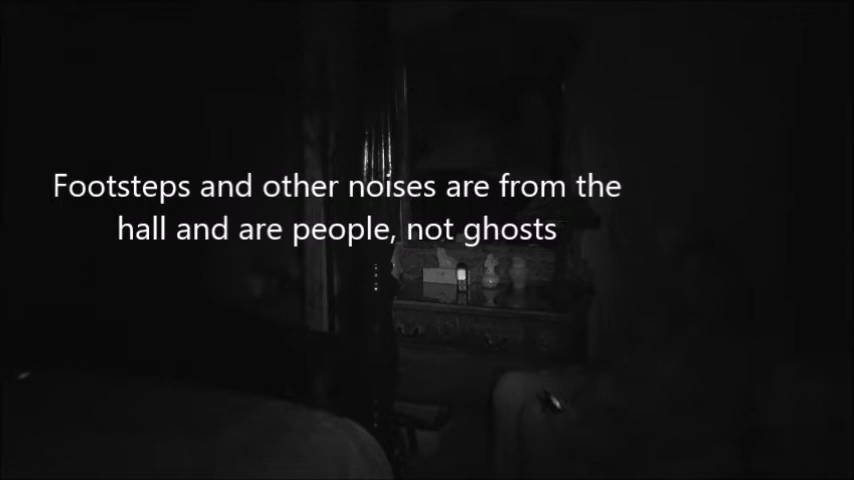 Footsteps and other noises are from the
hall and are people, not ghosts